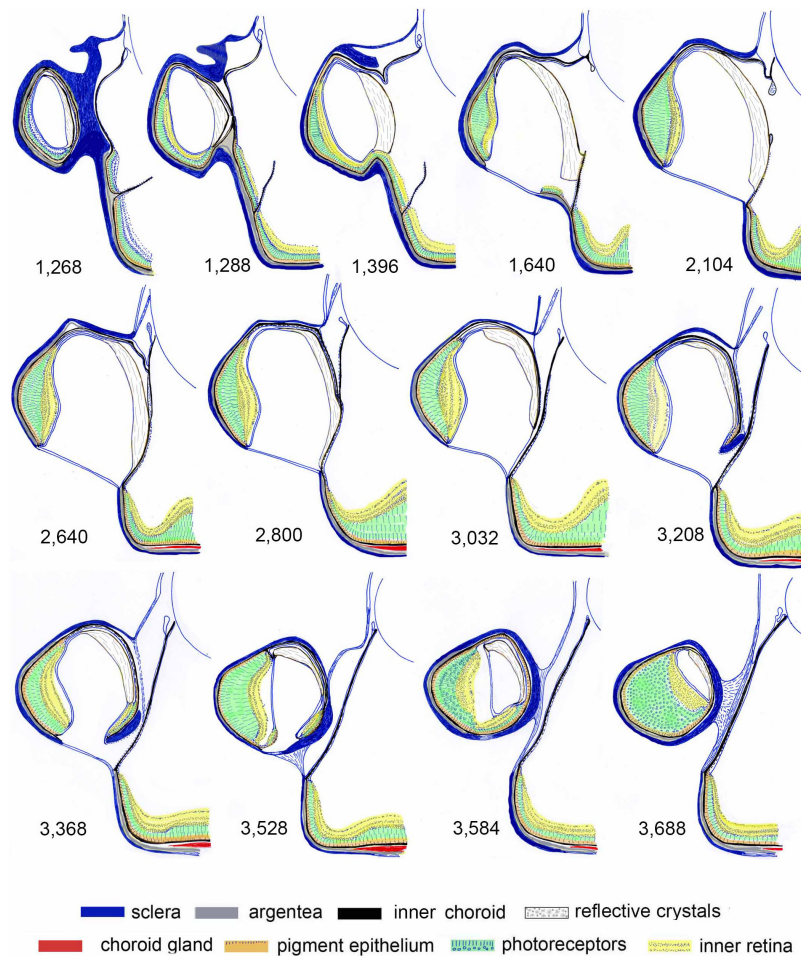 1,268 1,288 1,396 1,640 2,104
2,640 2,800 3,032 3,208
3,368 3,528 3,584 3,688
sclera argentea inner choroid reflective crystals
choroid gland pigment epithelium photoreceptors inner retina